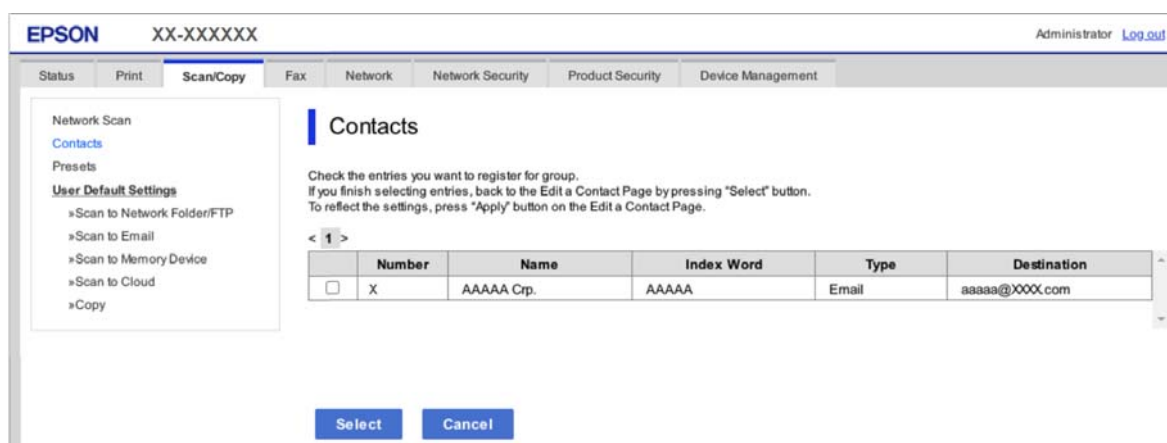 EPSON XX-XXXXXX Administrator Log out
Status Print Scan/Copy Fax Network Network Security Product Security Device Management
Network Scan
Contacts
Presets
User Default Settings
»Scan to Network Folder/FTP
»Scan to Email
»Scan to Memory Device
»Scan to Cloud
»Copy
Contacts
Check the entries you want to register for group.
If you finish selecting entries, back to the Edit a Contact Page by pressing "Select" button.
To reflect the settings, press "Apply" button on the Edit a Contact Page.
< 1 >
Number Name Index Word Type Destination
X AAAAA Crp. AAAAA Email aaaaa@XXXX.com
Select Cancel